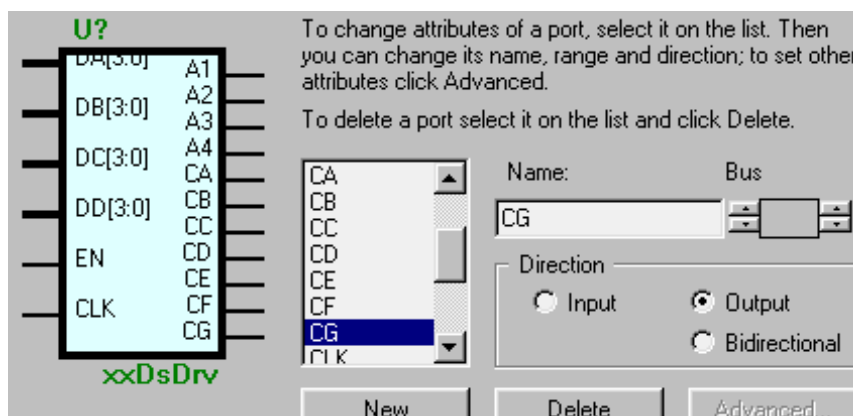 U?
DA[3:0]
DB[3:0]
DC[3:0]
DD[3:0]
EN
CLK
A1
A2
A3
A4
CA
CB
CC
CD
CE
CF
CG
xxDsDrv
To change attributes of a port, select it on the list. Then
you can change its name, range and direction; to set other
attributes click Advanced.
To delete a port select it on the list and click Delete.
CA
CB
CC
CD
CE
CF
CG
CLK
Name:
Bus
CG
Direction
Input
Output
Bidirectional
New
Delete
Advanced...